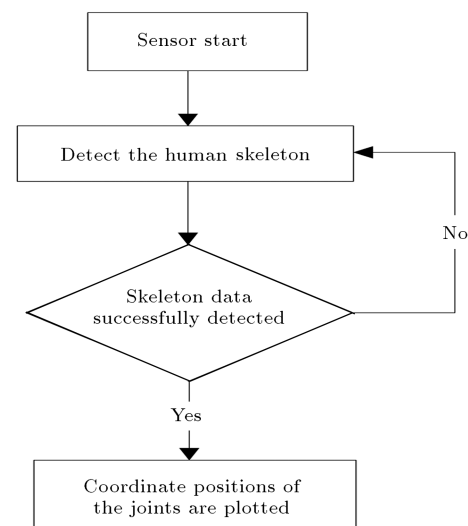 Sensor start
Detect the human skeleton
No
Skeleton data
successfully detected
Yes
Coordinate positions of
the joints are plotted